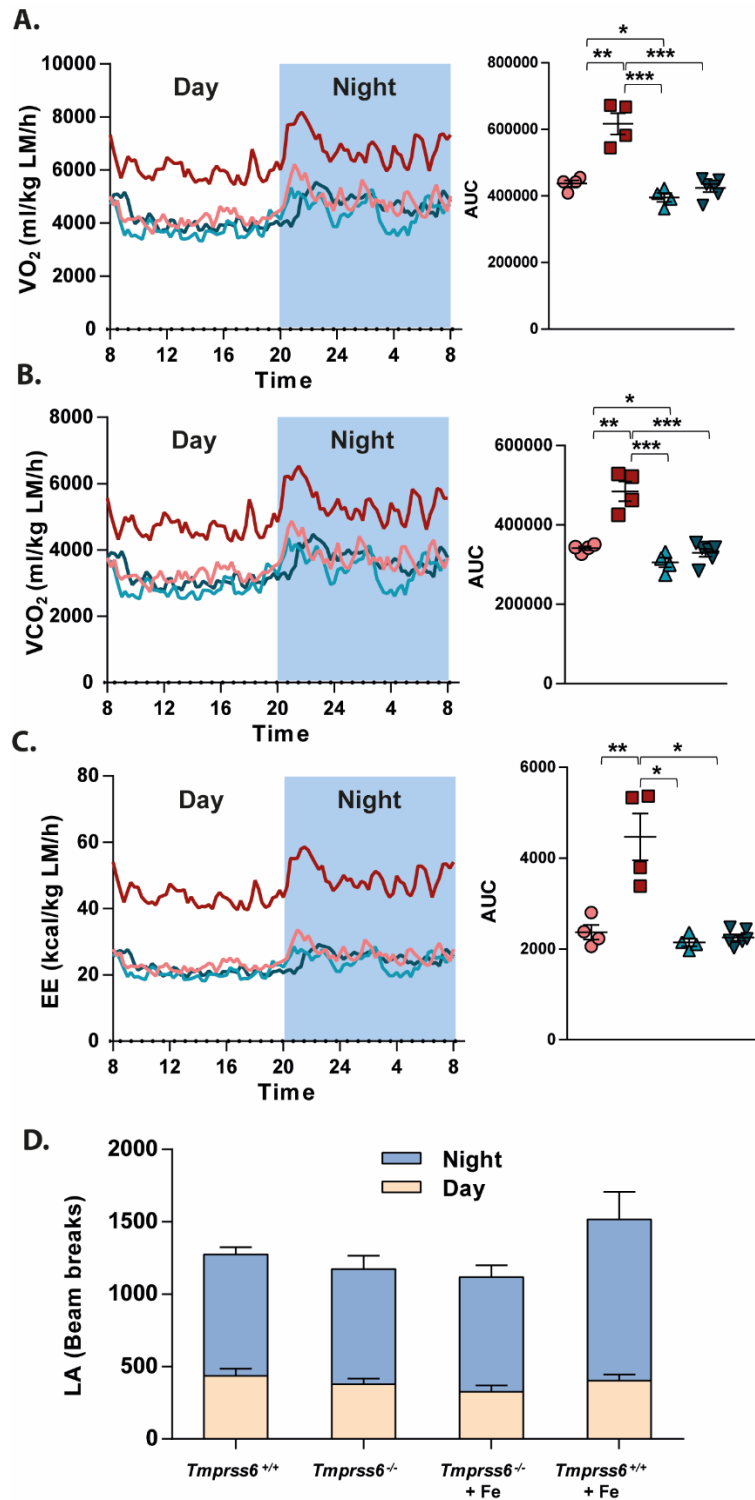 A.
10000
8000
6000
4000
2000
0
VO2 (ml/kg LM/h)
Day
Night
8 12 16 20 24 4 8
Time
800000
600000
400000
200000
0
AUC
*
** ***
***
B.
8000
6000
4000
2000
0
VCO2 (ml/kg LM/h)
Day
Night
8 12 16 20 24 4 8
Time
600000
400000
200000
0
AUC
*
** ***
***
C.
80
60
40
20
0
EE (kcal/kg LM/h)
Day
Night
8 12 16 20 24 4 8
Time
6000
4000
2000
0
AUC
** *
*
D.
2000
1500
1000
500
0
LA (Beam breaks)
Night
Day
Tmprss6 +/+
Tmprss6 -/-
Tmprss6 -/-
+ Fe
Tmprss6 +/+
+ Fe